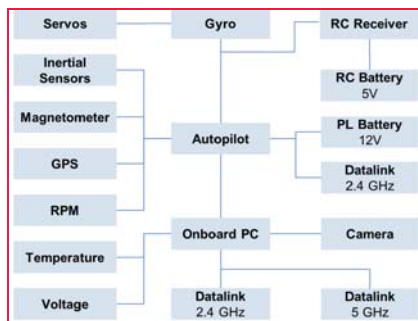 Servos
Gyro
RC Receiver
Inertial
Sensors
RC Battery
5V
Magnetometer
PL Battery
12V
Autopilot
GPS
Datalink
2.4 GHz
RPM
Onboard PC
Camera
Temperature
Voltage
Datalink
2.4 GHz
Datalink
5 GHz